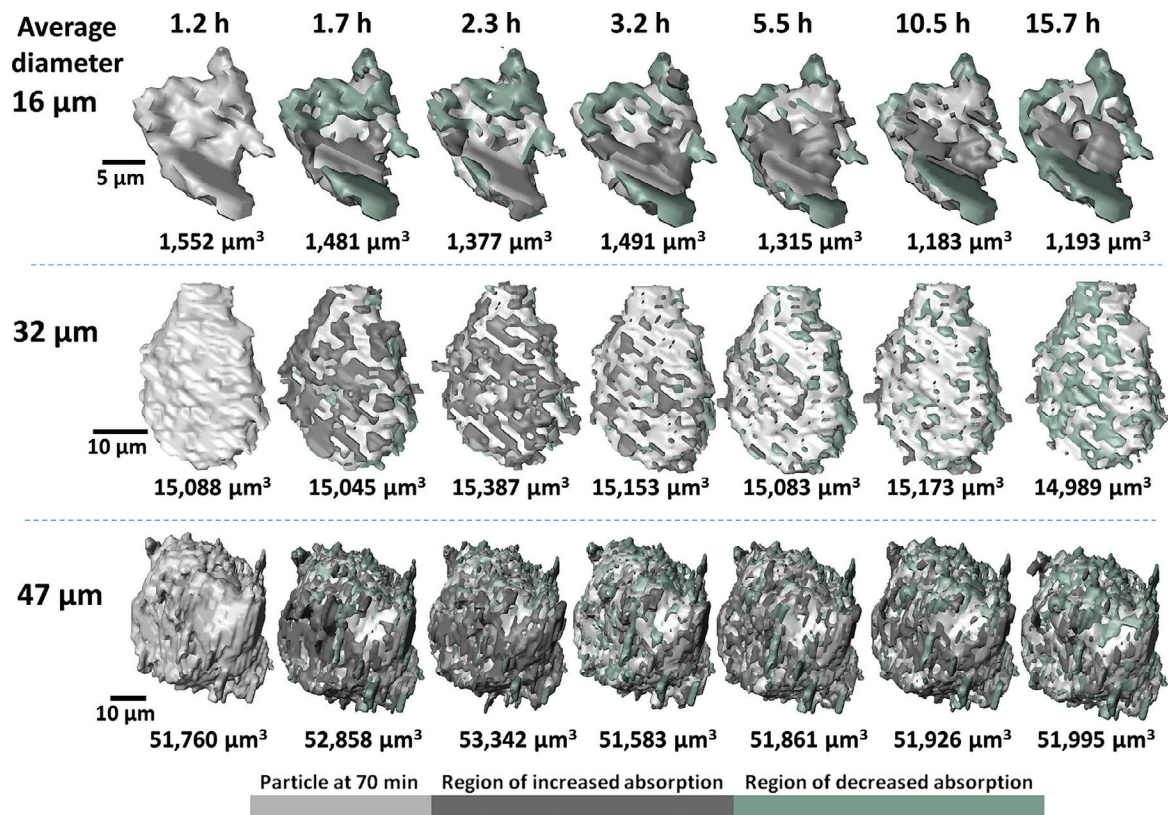 Average diameter 1.2 h 1.7 h 2.3 h 3.2 h 5.5 h 10.5 h 15.7 h
16 μm
5 μm
1,552 μm³ 1,481 μm³ 1,377 μm³ 1,491 μm³ 1,315 μm³ 1,183 μm³ 1,193 μm³
32 μm
10 μm
15,088 μm³ 15,045 μm³ 15,387 μm³ 15,153 μm³ 15,083 μm³ 15,173 μm³ 14,989 μm³
47 μm
10 μm
51,760 μm³ 52,858 μm³ 53,342 μm³ 51,583 μm³ 51,861 μm³ 51,926 μm³ 51,995 μm³
Particle at 70 min Region of increased absorption Region of decreased absorption